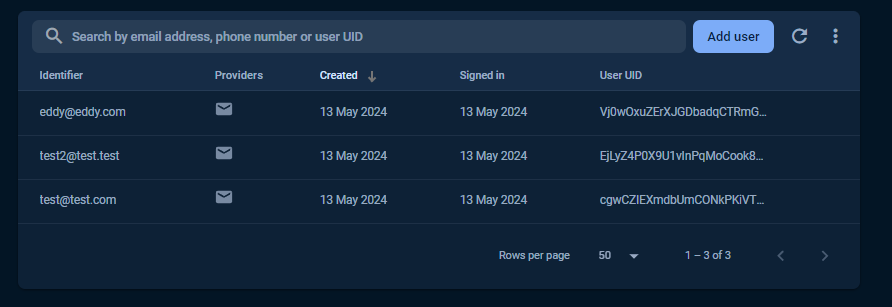 Search by email address, phone number or user UID Add user
Identifier Providers Created Signed in User UID
eddy@eddy.com 13 May 2024 13 May 2024 Vj0wOxuZErXJGDbadqCTRmG...
test2@test.test 13 May 2024 13 May 2024 EjLyZ4P0X9U1vInPqMoCook8...
test@test.com 13 May 2024 13 May 2024 cgwCZIEXmdbUmCONkPKiVT...
Rows per page 50 1 – 3 of 3